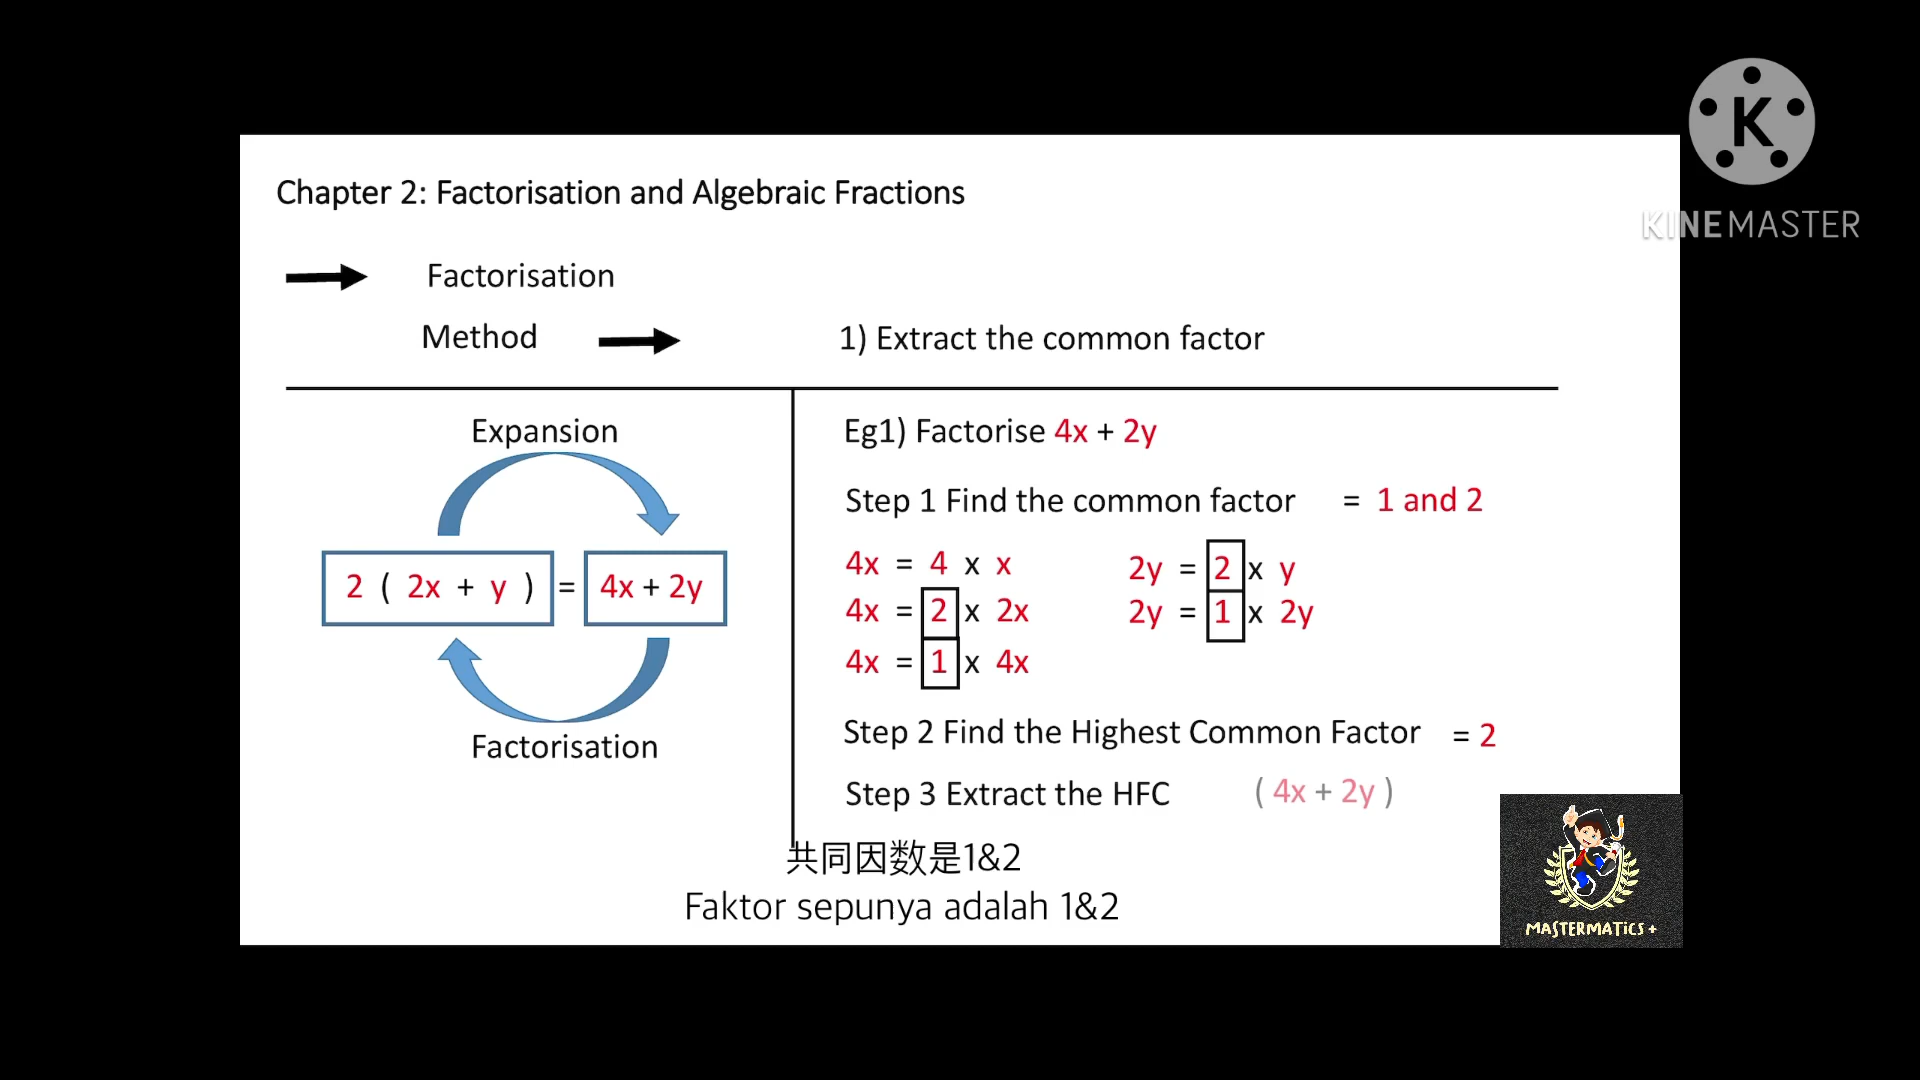 K
KINEMASTER
Chapter 2: Factorisation and Algebraic Fractions
Factorisation
Method
1) Extract the common factor
Expansion
2 ( 2x + y ) = 4x + 2y
Factorisation
Eg1) Factorise 4x + 2y
Step 1 Find the common factor = 1 and 2
4x = 4 x x
4x = 2 x 2x
4x = 1 x 4x
2y = 2 x y
2y = 1 x 2y
Step 2 Find the Highest Common Factor = 2
Step 3 Extract the HFC ( 4x + 2y )
共同因数是1&2
Faktor sepunya adalah 1&2
MASTERMATiCS +